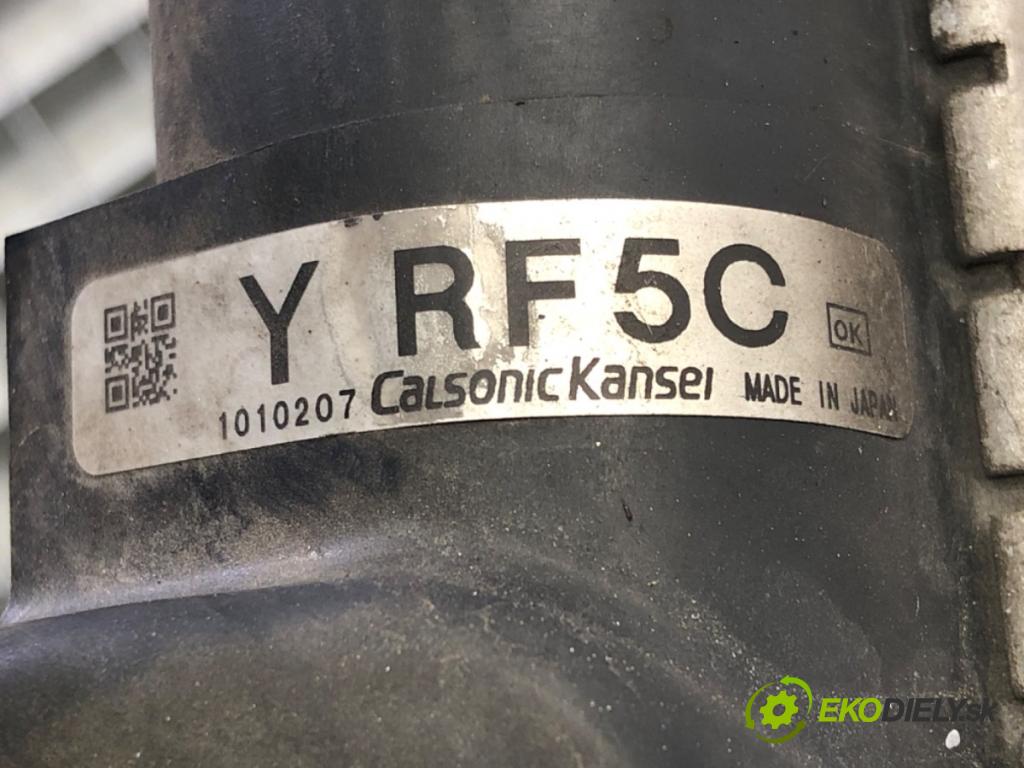 Y RF5C OK
1010207 CalsonicKansei MADE IN JAPAN
EKODIELY.sk